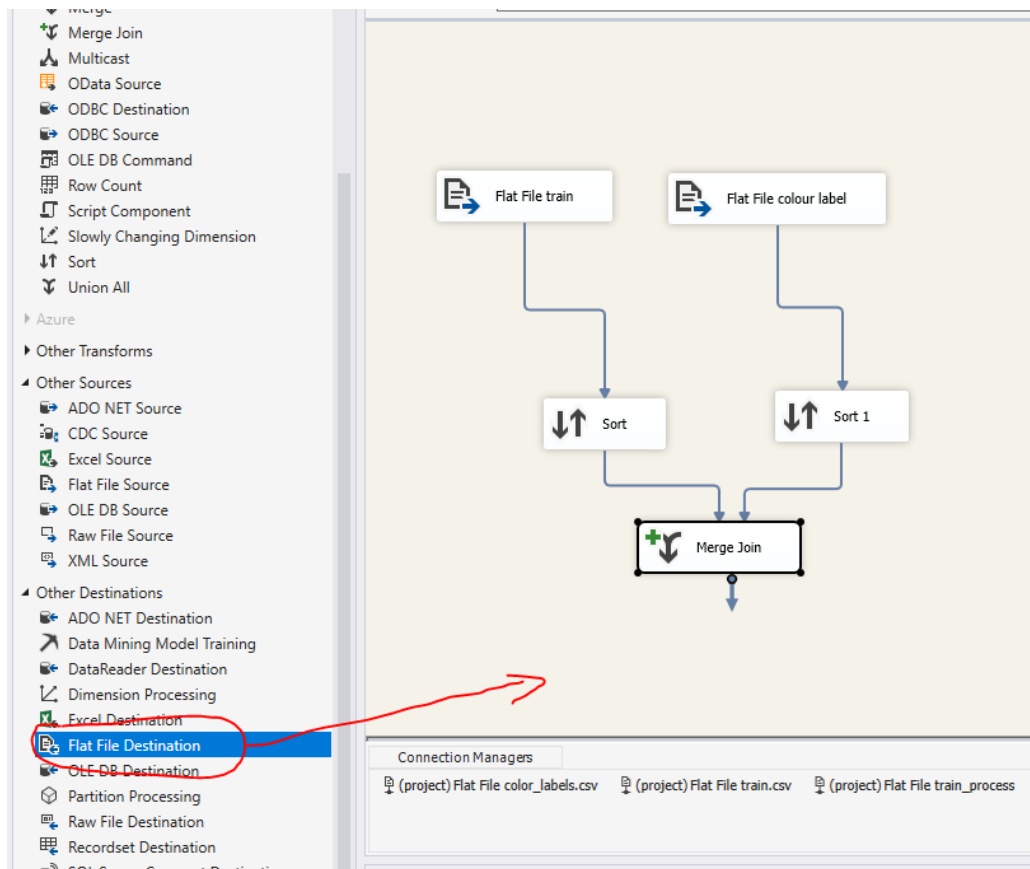 Merge
Merge Join
Multicast
OData Source
ODBC Destination
ODBC Source
OLE DB Command
Row Count
Script Component
Slowly Changing Dimension
Sort
Union All
Azure
Other Transforms
Other Sources
ADO NET Source
CDC Source
Excel Source
Flat File Source
OLE DB Source
Raw File Source
XML Source
Other Destinations
ADO NET Destination
Data Mining Model Training
DataReader Destination
Dimension Processing
Excel Destination
Flat File Destination
OLE DB Destination
Partition Processing
Raw File Destination
Recordset Destination
Flat File train
Flat File colour label
Sort
Sort 1
Merge Join
Connection Managers
(project) Flat File color_labels.csv (project) Flat File train.csv (project) Flat File train_process